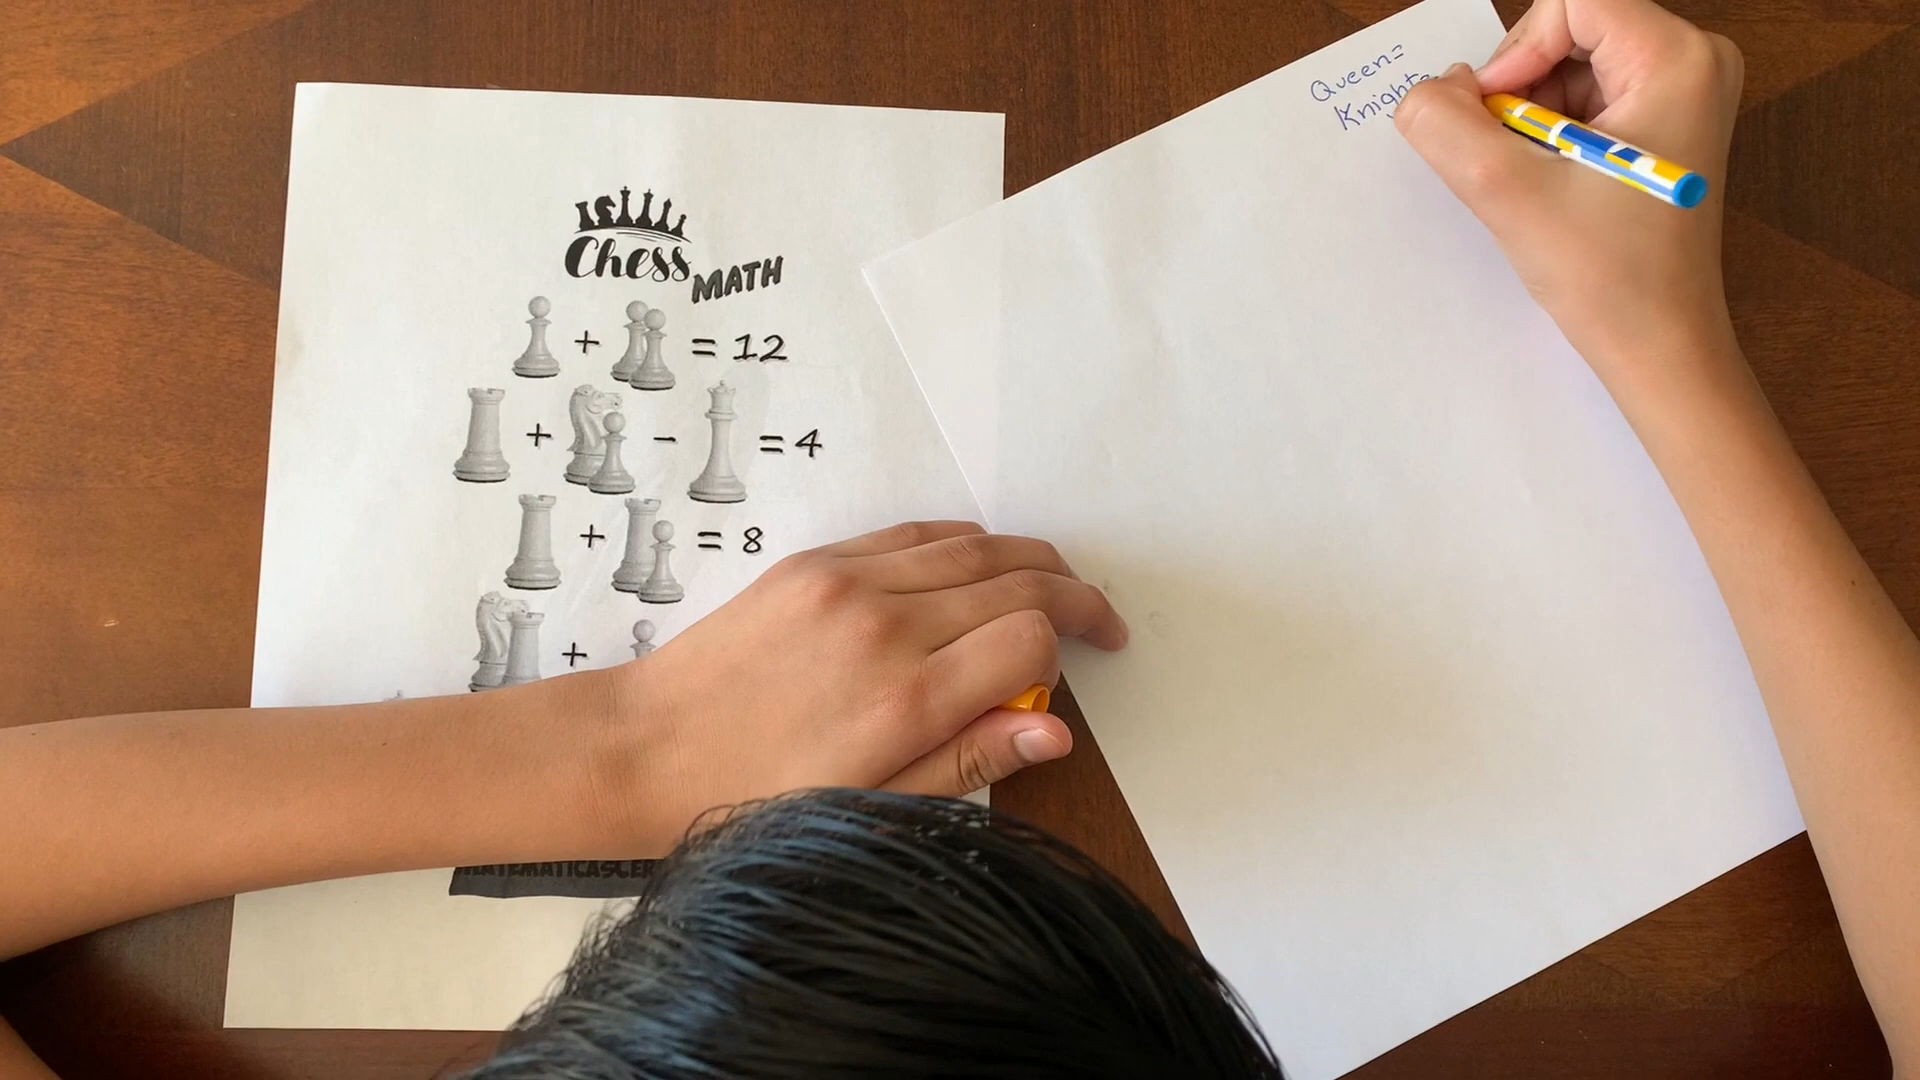 Chess
MATH
+ = 12
+ - = 4
+ = 8
+
Queen=
Knight=